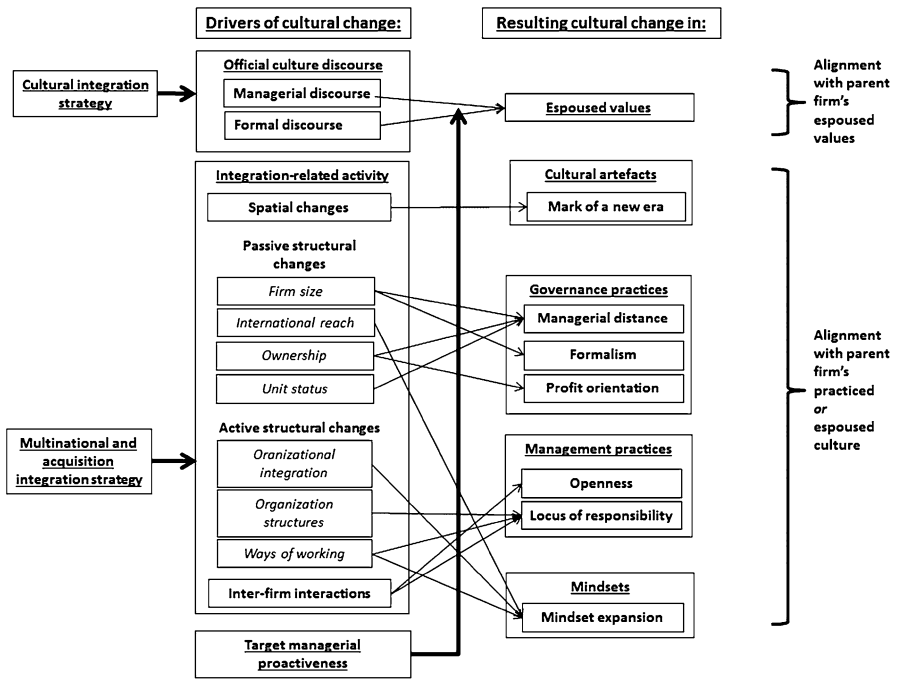 Drivers of cultural change:
Resulting cultural change in:
Cultural integration
strategy
Official culture discourse
Managerial discourse
Formal discourse
Espoused values
Alignment
with parent
firm's
espoused
values
Integration-related activity
Spatial changes
Cultural artefacts
Mark of a new era
Passive structural
changes
Firm size
International reach
Ownership
Unit status
Governance practices
Managerial distance
Formalism
Profit orientation
Alignment
with parent
firm's
practiced
or
espoused
culture
Multinational and
acquisition
integration strategy
Active structural changes
Oranizational
integration
Organization
structures
Ways of working
Inter-firm interactions
Management practices
Openness
Locus of responsibility
Mindsets
Mindset expansion
Target managerial
proactiveness